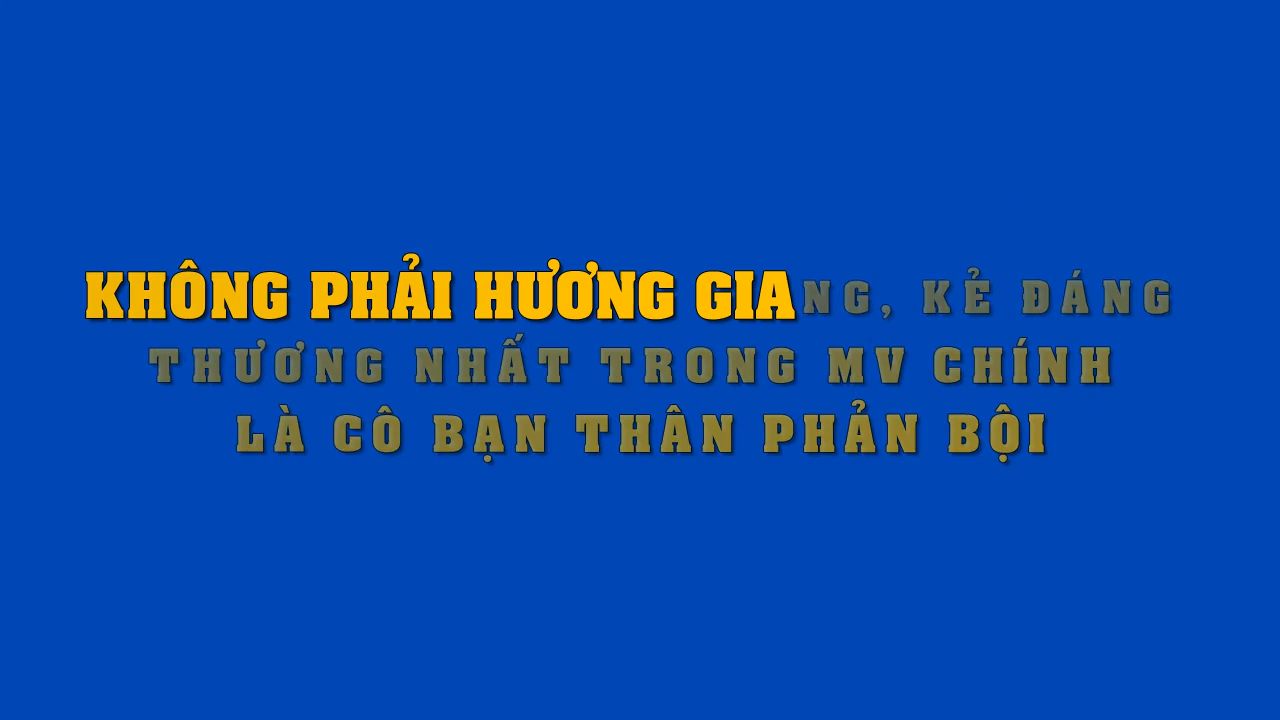 KHÔNG PHẢI HƯƠNG GIANG, KẺ ĐÁNG
THƯƠNG NHẤT TRONG MV CHÍNH
LÀ CÔ BẠN THÂN PHẢN BỘI